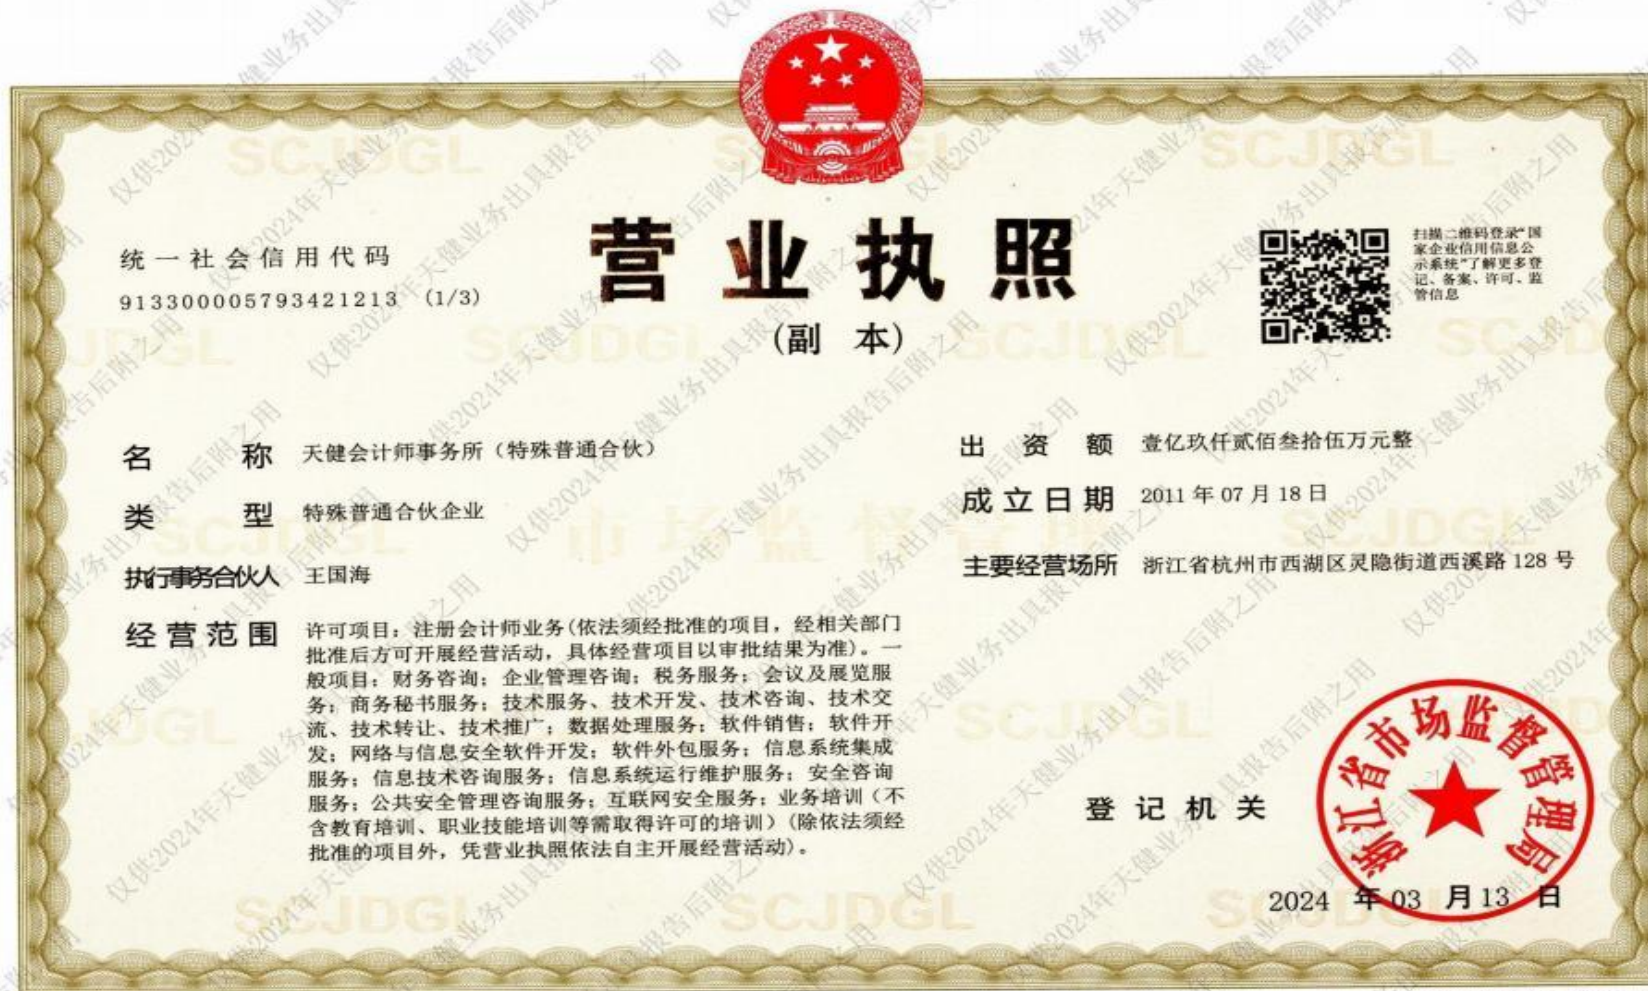 统一社会信用代码
913300005793421213 (1/3)
营业执照
(副 本)
扫描二维码登录“国
家企业信用信息公
示系统”了解更多登
记、备案、许可、监
管信息
名 称 天健会计师事务所（特殊普通合伙）
类 型 特殊普通合伙企业
执行事务合伙人 王国海
经营范围 许可项目：注册会计师业务(依法须经批准的项目，经相关部门
批准后方可开展经营活动，具体经营项目以审批结果为准)。一
般项目：财务咨询；企业管理咨询；税务服务；会议及展览服
务；商务秘书服务；技术服务、技术开发、技术咨询、技术交
流、技术转让、技术推广；数据处理服务；软件销售；软件开
发；网络与信息安全软件开发；软件外包服务；信息系统集成
服务；信息技术咨询服务；信息系统运行维护服务；安全咨询
服务；公共安全管理咨询服务；互联网安全服务；业务培训（不
含教育培训、职业技能培训等需取得许可的培训）(除依法须经
批准的项目外，凭营业执照依法自主开展经营活动)。
出 资 额 壹亿玖仟贰佰叁拾伍万元整
成立日期 2011年07月18日
主要经营场所 浙江省杭州市西湖区灵隐街道西溪路128号
登记机关
浙江省市场监督管理局
2024 年 03 月 13 日
SCJDGL
市场监督管理
仅供2024年天健业务出具报告后附之用